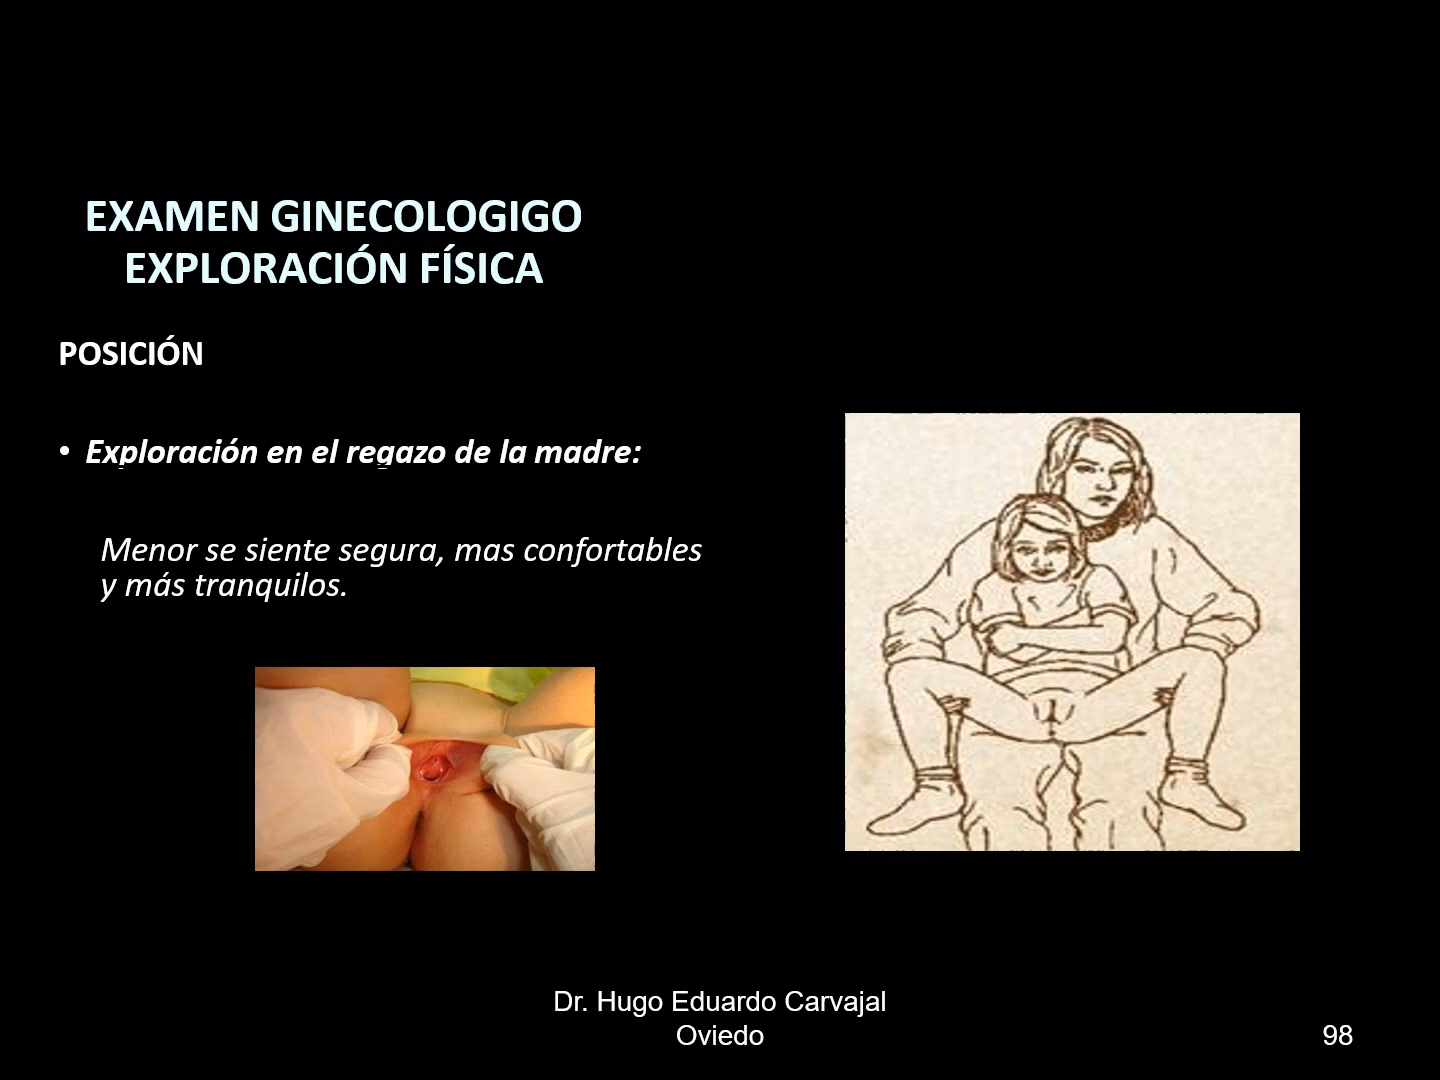 EXAMEN GINECOLOGIGO
EXPLORACIÓN FÍSICA
POSICIÓN
• Exploración en el regazo de la madre:
Menor se siente segura, mas confortables
y más tranquilos.
Dr. Hugo Eduardo Carvajal
Oviedo
98